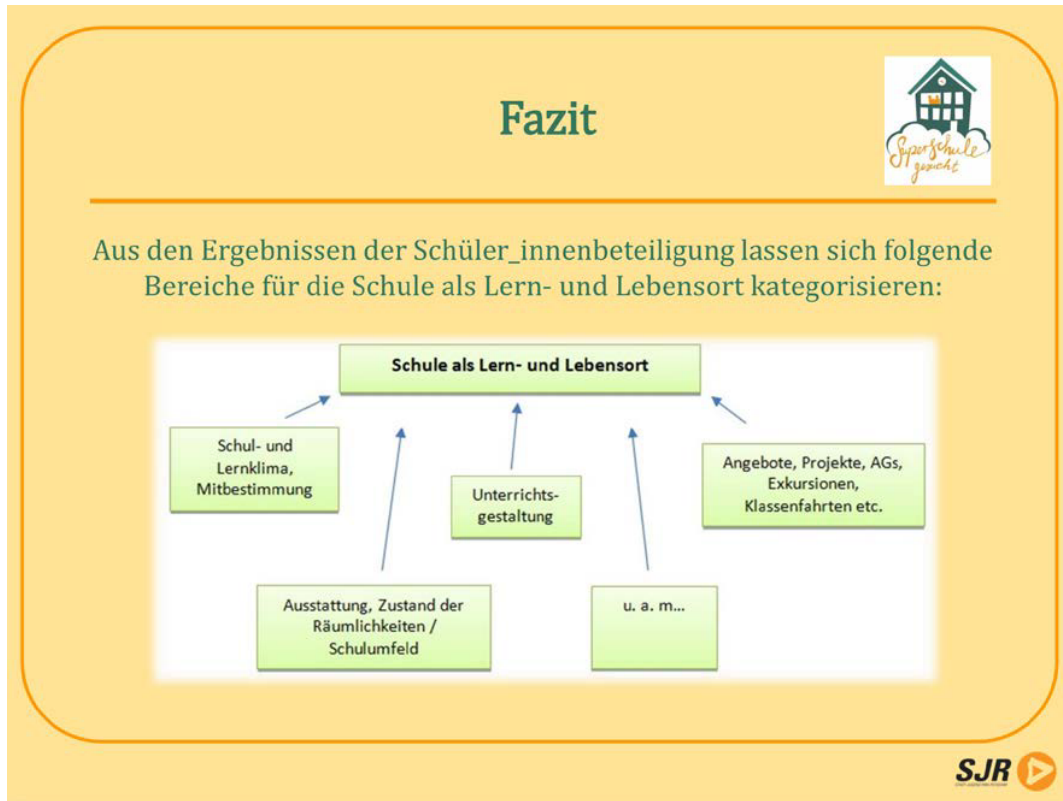 Fazit
Superschule
gesucht
Aus den Ergebnissen der Schüler_innenbeteiligung lassen sich folgende
Bereiche für die Schule als Lern- und Lebensort kategorisieren:
Schule als Lern- und Lebensort
Schul- und
Lernklima,
Mitbestimmung
Unterrichts-
gestaltung
Angebote, Projekte, AGs,
Exkursionen,
Klassenfahrten etc.
Ausstattung, Zustand der
Räumlichkeiten /
Schulumfeld
u. a. m...
SJR